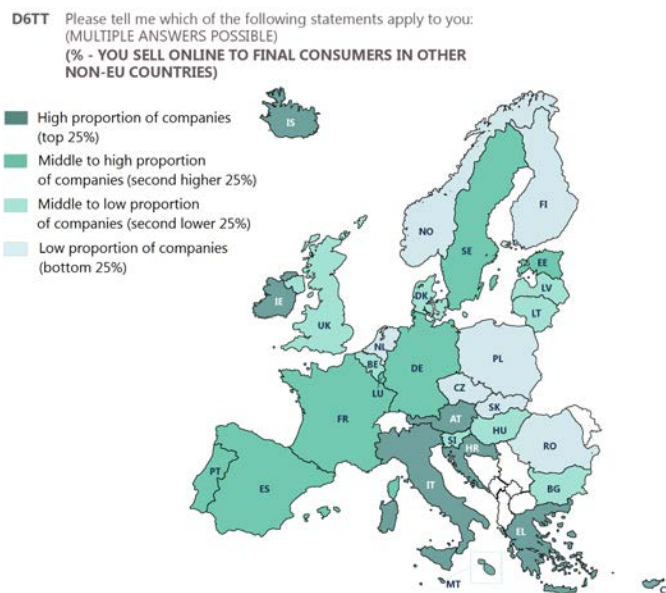 D6TT Please tell me which of the following statements apply to you:
(MULTIPLE ANSWERS POSSIBLE)
(% - YOU SELL ONLINE TO FINAL CONSUMERS IN OTHER
NON-EU COUNTRIES)
High proportion of companies
(top 25%)
Middle to high proportion
of companies (second higher 25%)
Middle to low proportion
of companies (second lower 25%)
Low proportion of companies
(bottom 25%)
IS
FI
NO
SE
EE
LV
DK
LT
IE
UK
NL
PL
BE
DE
CZ
LU
SK
AT
FR
HU
SI
HR
RO
PT
ES
IT
BG
EL
MT